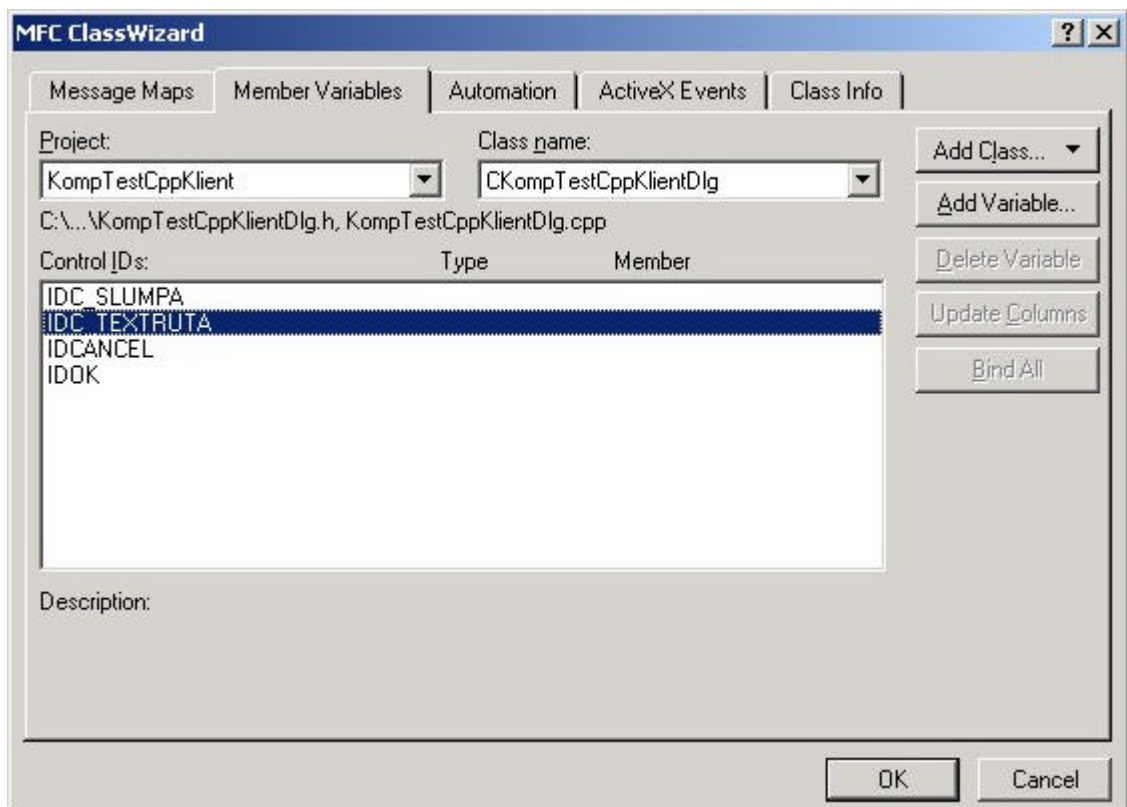 MFC ClassWizard
Message Maps Member Variables Automation ActiveX Events Class Info
Project: Class name: Add Class...
KompTestCppKlient CKompTestCppKlientDlg Add Variable...
C:\...\KompTestCppKlientDlg.h, KompTestCppKlientDlg.cpp
Control IDs: Type Member Delete Variable
IDC_SLUMPA
IDC_TEXTRUTA Update Columns
IDCANCEL
IDOK Bind All
Description:
OK Cancel